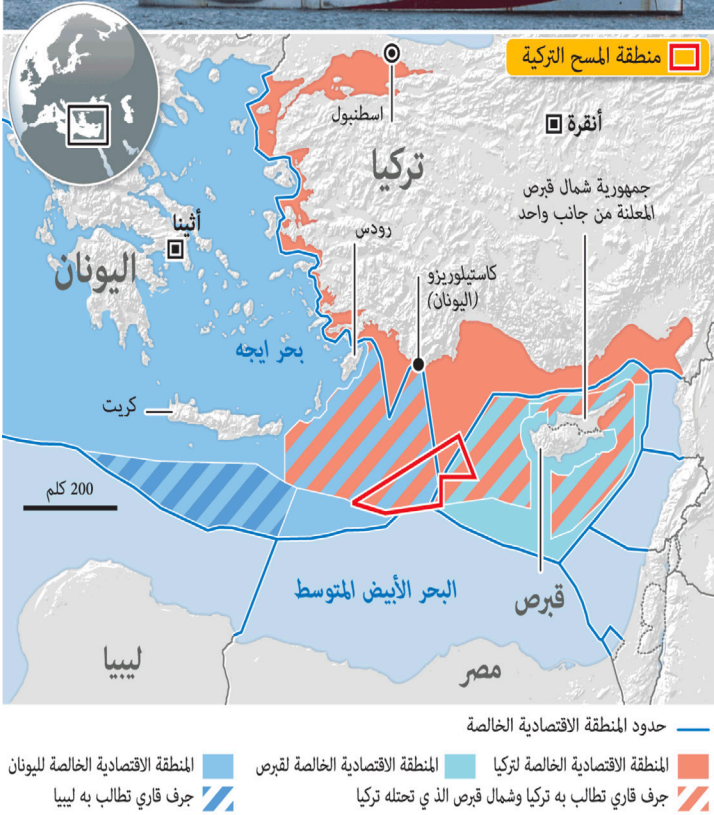 منطقة المسح التركية
اسطنبول
أنقرة
تركيا
جمهورية شمال قبرص
المعلنة من جانب واحد
أثينا
رودس
اليونان
كاستيلوريزو
(اليونان)
بحر ايجه
كريت
200 كلم
البحر الأبيض المتوسط
قبرص
ليبيا
مصر
حدود المنطقة الاقتصادية الخالصة
المنطقة الاقتصادية الخالصة لتركيا
المنطقة الاقتصادية الخالصة لقبرص
المنطقة الاقتصادية الخالصة لليونان
جرف قاري تطالب به تركيا وشمال قبرص الذ ي تحتله تركيا
جرف قاري تطالب به ليبيا